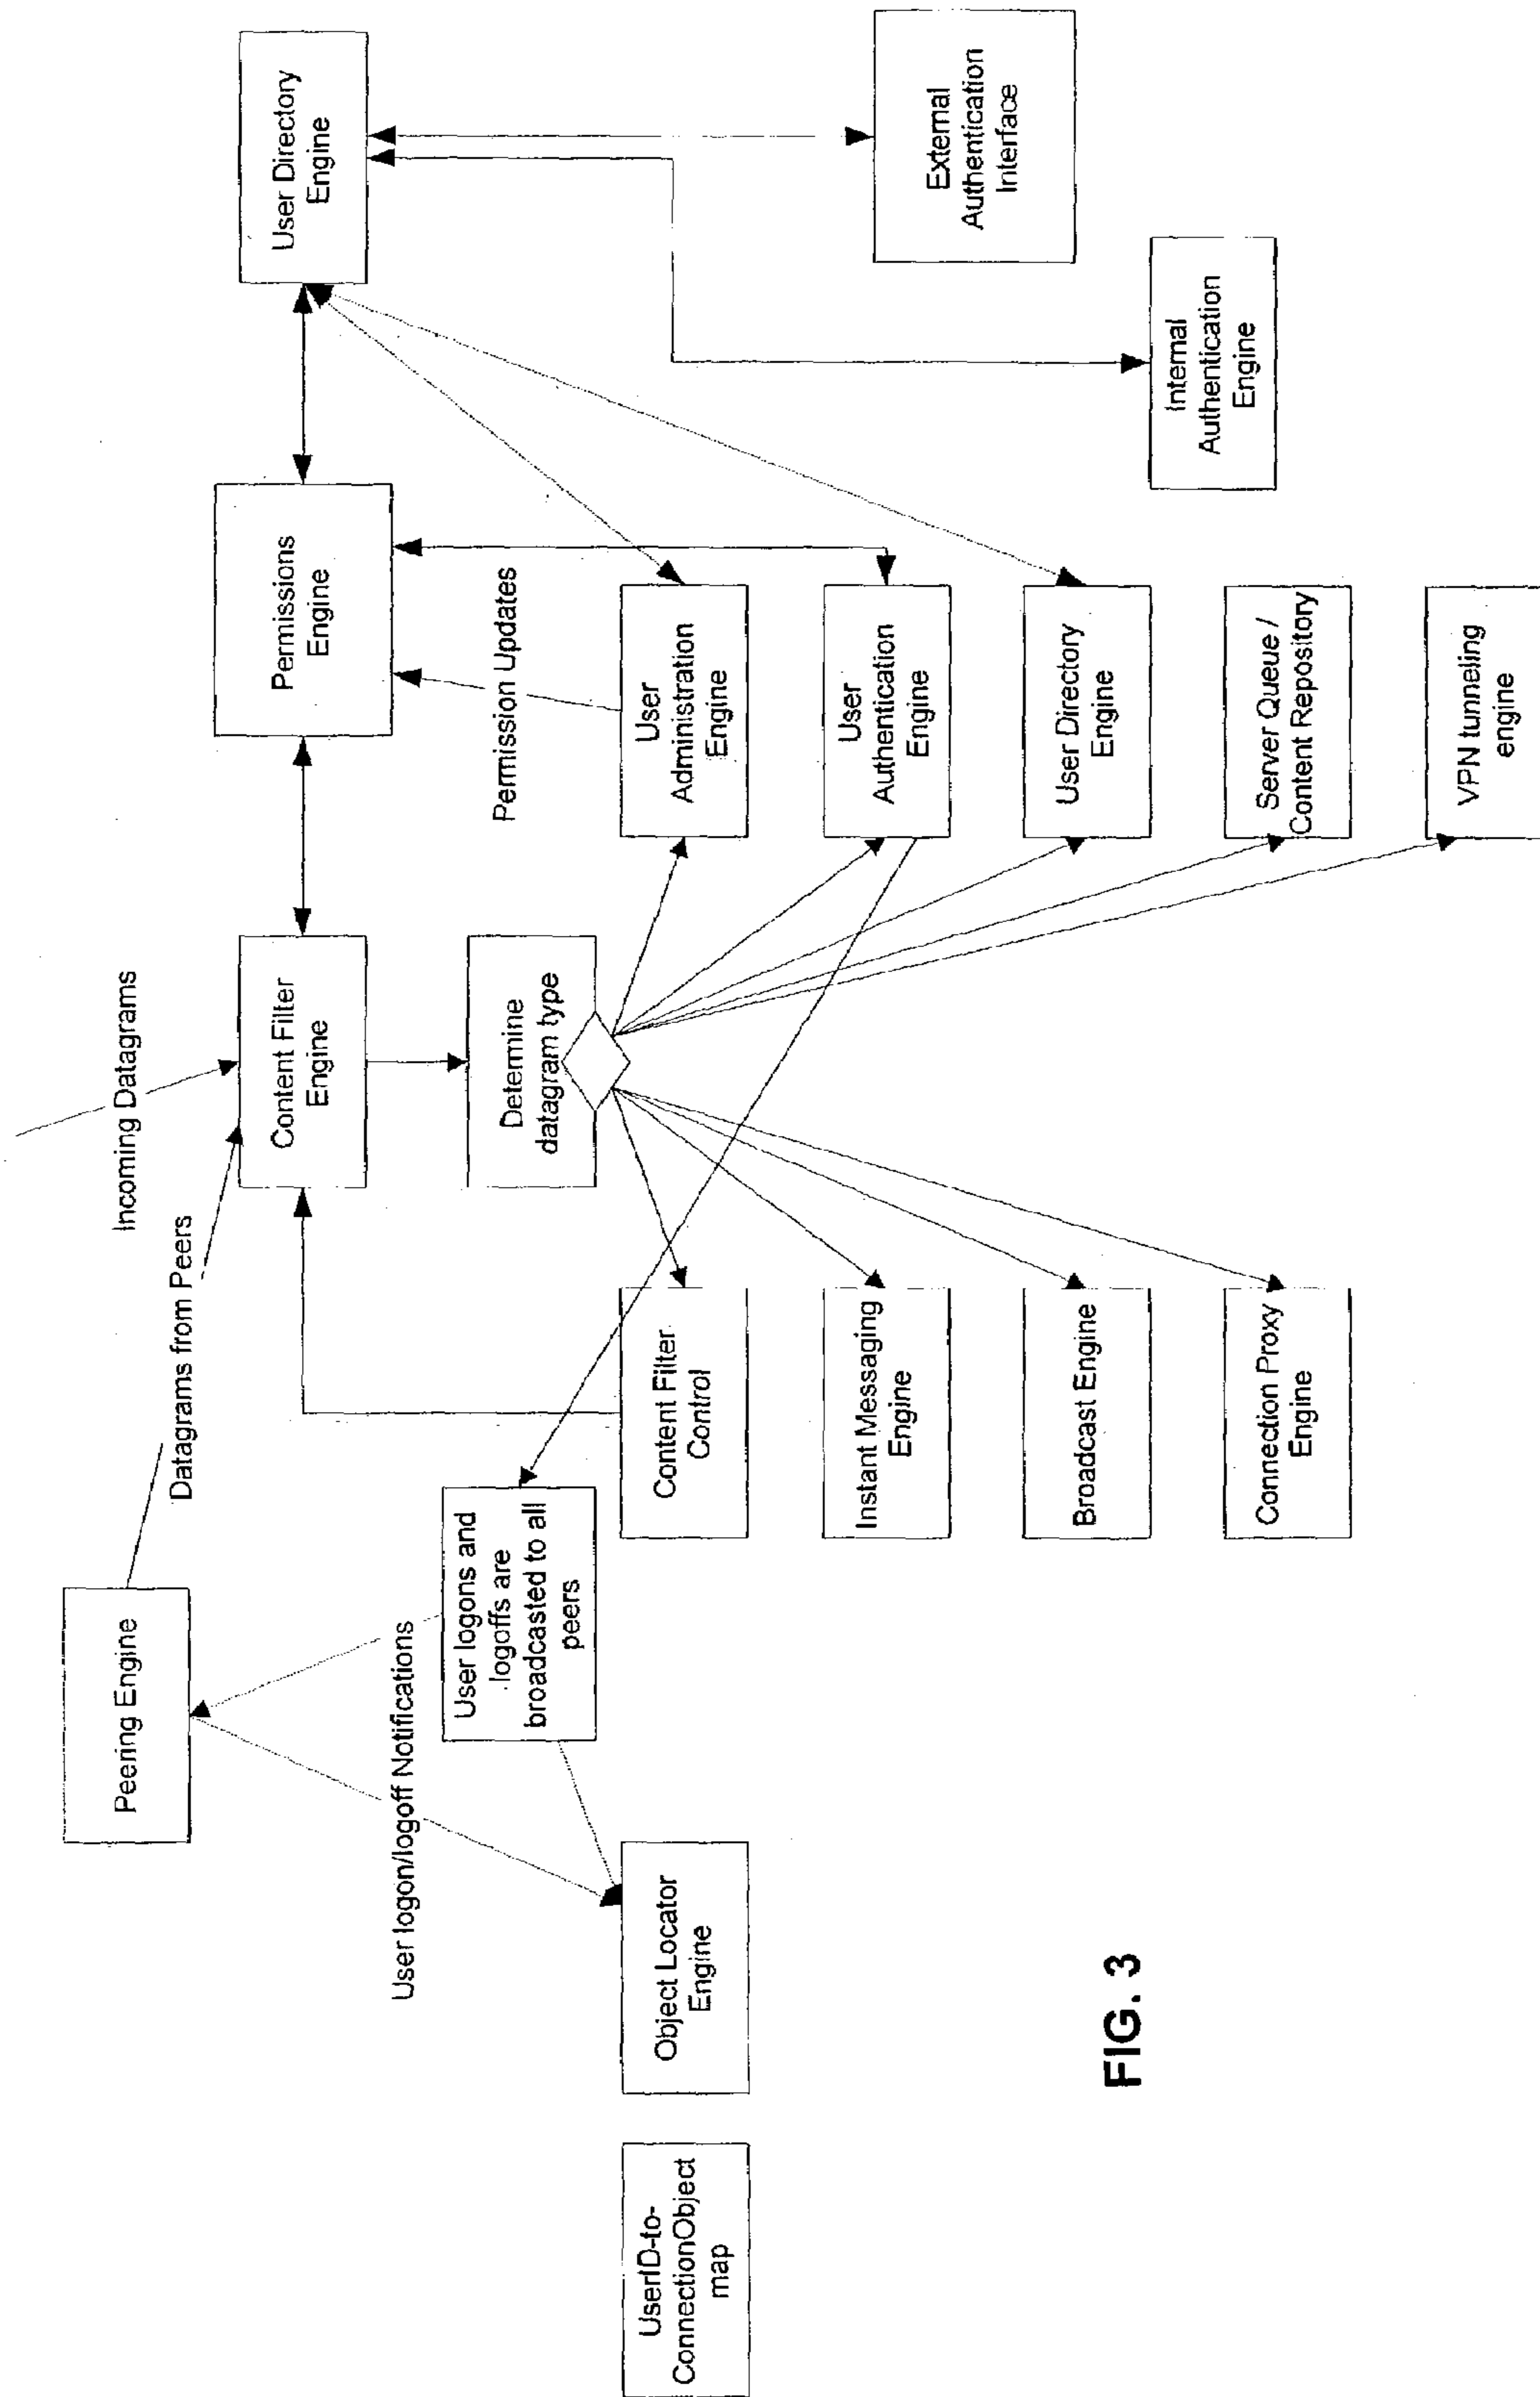 Incoming Datagrams
Datagrams from Peers
Peering Engine
Content Filter
Engine
Permissions
Engine
User Directory
Engine
User logon/logoff Notifications
User logons and
.logoffs are
broadcasted to all
peers
Determine
datagram type
Permission Updates
UserID-to-
ConnectionObject
map
Object Locator
Engine
Content Filter
Control
User
Administration
Engine
Instant Messaging
Engine
User
Authentication
Engine
External
Authentication
Interface
Broadcast Engine
User Directory
Engine
Internal
Authentication
Engine
Connection Proxy
Engine
Server Queue /
Content Repository
VPN tunneling
engine
FIG. 3